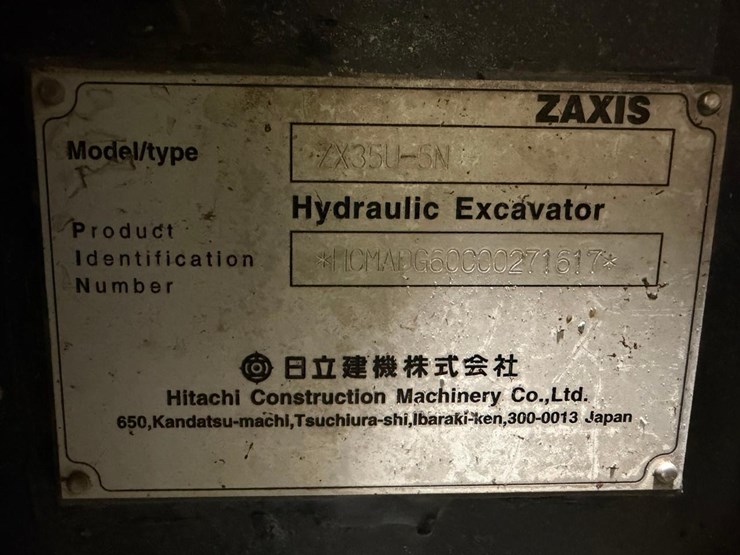 ZAXIS
Model/type
ZX35U-5N
Hydraulic Excavator
Product
Identification
Number
日立建機株式会社
Hitachi Construction Machinery Co.,Ltd.
650,Kandatsu-machi,Tsuchiura-shi,Ibaraki-ken,300-0013 Japan